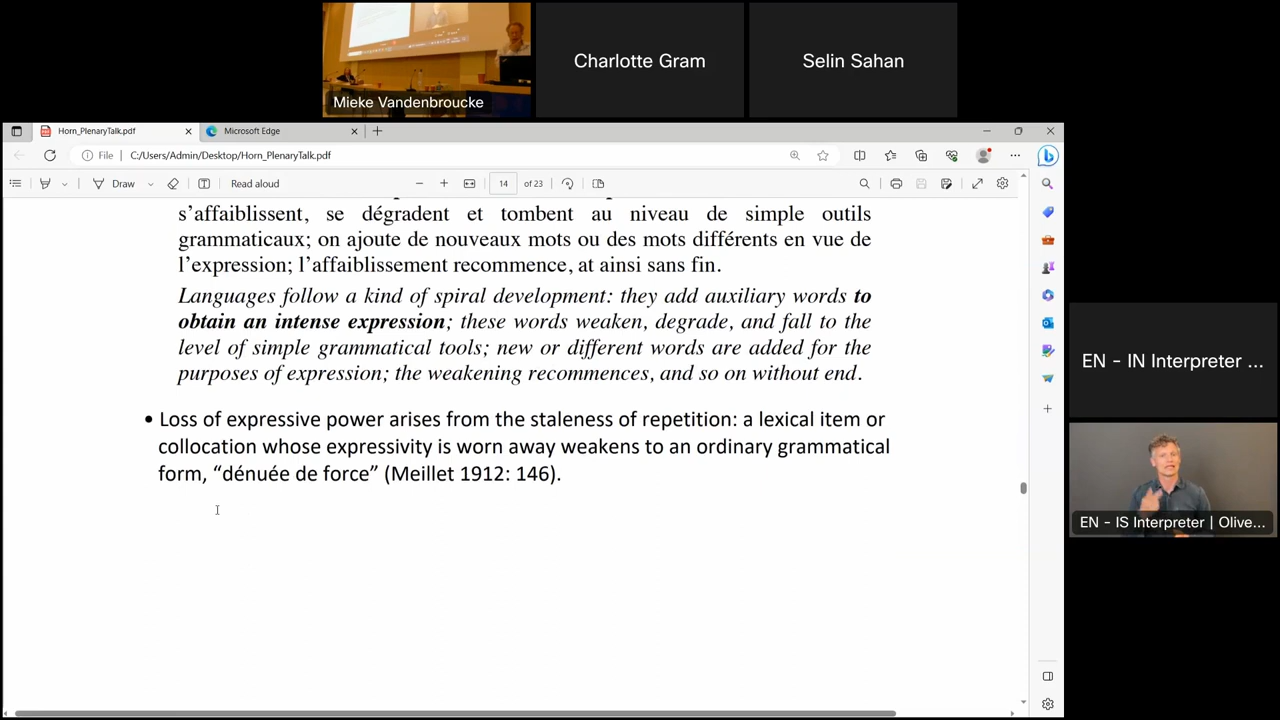 Mieke Vandenbroucke
Charlotte Gram
Selin Sahan
Horn_PlenaryTalk.pdf
Microsoft Edge
File
C:/Users/Admin/Desktop/Horn_PlenaryTalk.pdf
Draw
Read aloud
14
of 23
s’affaiblissent, se dégradent et tombent au niveau de simple outils
grammaticaux; on ajoute de nouveaux mots ou des mots différents en vue de
l’expression; l’affaiblissement recommence, at ainsi sans fin.
Languages follow a kind of spiral development: they add auxiliary words to
obtain an intense expression; these words weaken, degrade, and fall to the
level of simple grammatical tools; new or different words are added for the
purposes of expression; the weakening recommences, and so on without end.
• Loss of expressive power arises from the staleness of repetition: a lexical item or
collocation whose expressivity is worn away weakens to an ordinary grammatical
form, “dénuée de force” (Meillet 1912: 146).
EN - IN Interpreter ...
EN - IS Interpreter | Olive...